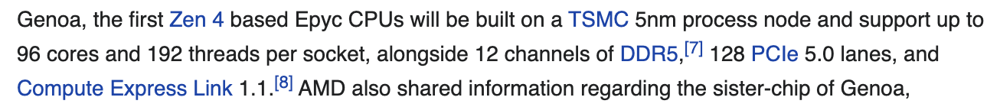 Genoa, the first Zen 4 based Epyc CPUs will be built on a TSMC 5nm process node and support up to
96 cores and 192 threads per socket, alongside 12 channels of DDR5,[7] 128 PCIe 5.0 lanes, and
Compute Express Link 1.1.[8] AMD also shared information regarding the sister-chip of Genoa,